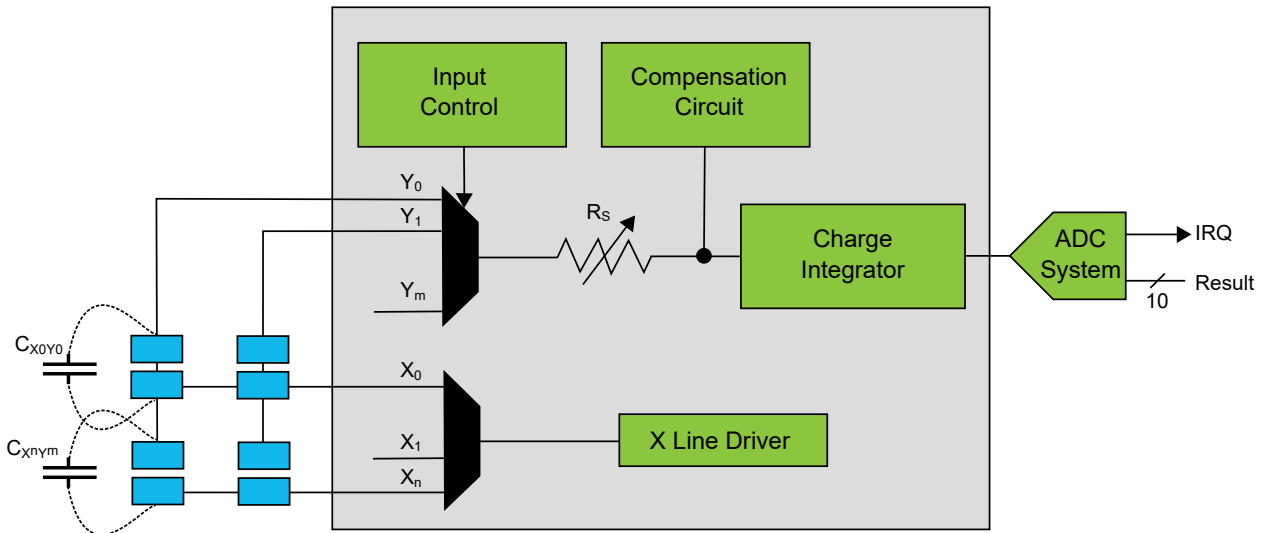 Input
Control
Compensation
Circuit
Y0
Y1
RS
Ym
Charge
Integrator
ADC
System
IRQ
Result
10
CX0Y0
X0
CXnYm
X1
Xn
X Line Driver